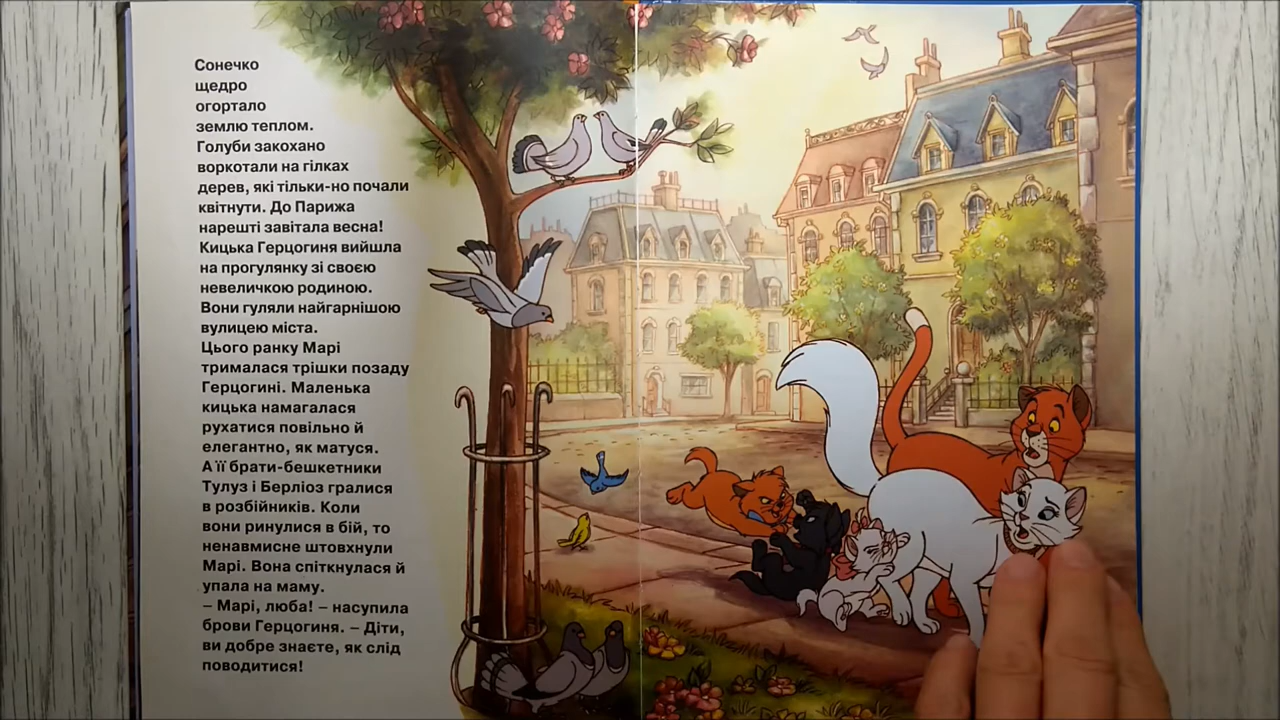 Сонечко
щедро
огортало
землю теплом.
Голуби закохано
воркотали на гілках
дерев, які тільки-но почали
квітнути. До Парижа
нарешті завітала весна!
Кицька Герцогиня вийшла
на прогулянку зі своєю
невеличкою родиною.
Вони гуляли найгарнішою
вулицею міста.
Цього ранку Марі
трималася трішки позаду
Герцогині. Маленька
кицька намагалася
рухатися повільно й
елегантно, як матуся.
А її брати-бешкетники
Тулуз і Берліоз гралися
в розбійників. Коли
вони ринулися в бій, то
ненавмисне штовхнули
Марі. Вона спіткнулася й
упала на маму.
– Марі, люба! – насупила
брови Герцогиня. – Діти,
ви добре знаєте, як слід
поводитися!